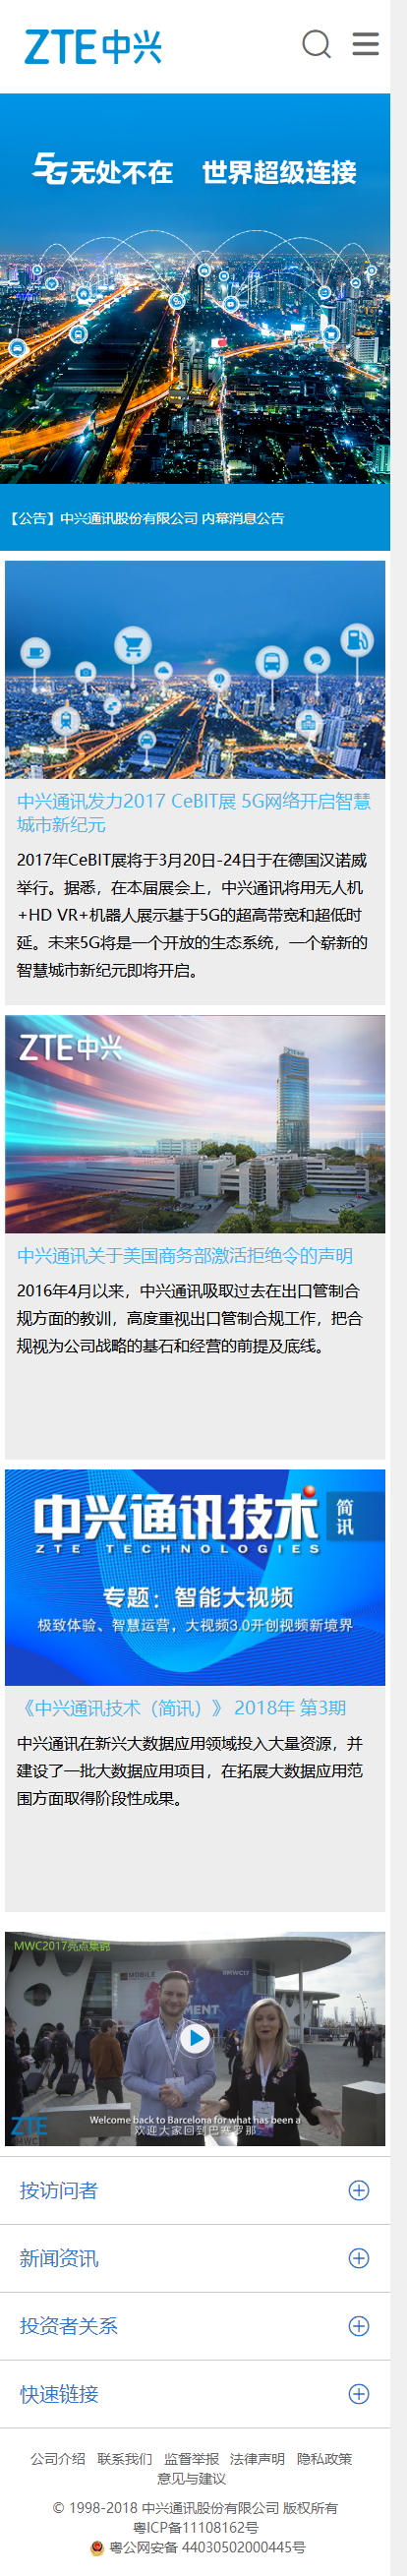 ZTE中兴
5G无处不在 世界超级连接
【公告】中兴通讯股份有限公司 内幕消息公告
中兴通讯发力2017 CeBIT展 5G网络开启智慧
城市新纪元
2017年CeBIT展将于3月20日-24日于在德国汉诺威
举行。据悉，在本届展会上，中兴通讯将用无人机
+HD VR+机器人展示基于5G的超高带宽和超低时
延。未来5G将是一个开放的生态系统，一个崭新的
智慧城市新纪元即将开启。
ZTE中兴
中兴通讯关于美国商务部激活拒绝令的声明
2016年4月以来，中兴通讯吸取过去在出口管制合
规方面的教训，高度重视出口管制合规工作，把合
规视为公司战略的基石和经营的前提及底线。
中兴通讯技术
简讯
ZTE TECHNOLOGIES
专题：智能大视频
极致体验、智慧运营，大视频3.0开创视频新境界
《中兴通讯技术（简讯）》 2018年 第3期
中兴通讯在新兴大数据应用领域投入大量资源，并
建设了一批大数据应用项目，在拓展大数据应用范
围方面取得阶段性成果。
MWC2017亮点集锦
MOBILE
#MWC17
MENT
ZTE
#MWC17
Welcome back to Barcelona for what has been a
欢迎大家回到巴塞罗那
按访问者
新闻资讯
投资者关系
快速链接
公司介绍 联系我们 监督举报 法律声明 隐私政策
意见与建议
© 1998-2018 中兴通讯股份有限公司 版权所有
粤ICP备11108162号
粤公网安备 44030502000445号